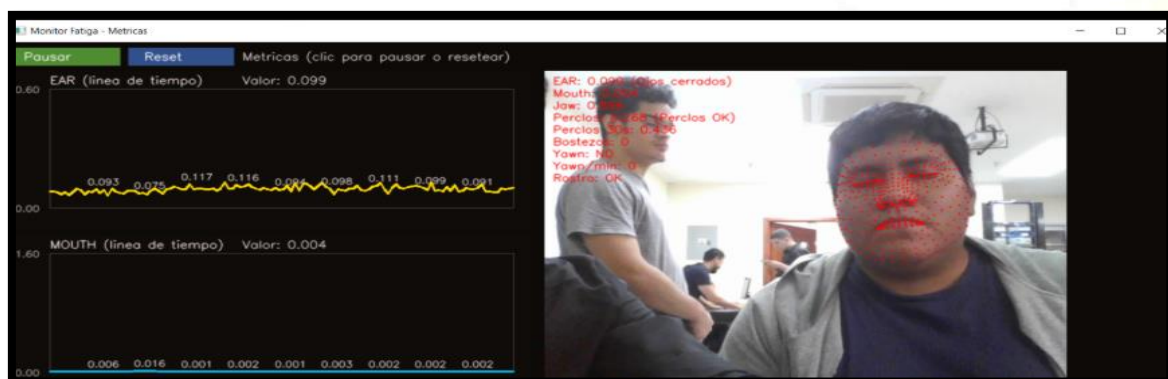 Monitor Fatiga - Metricas
Pausar Reset Metricas (clic para pausar o resetear)
EAR (linea de tiempo) Valor: 0.099
0.60
0.093 0.075 0.117 0.116 0.098 0.111 0.099 0.091
0.00
MOUTH (linea de tiempo) Valor: 0.004
1.60
0.006 0.016 0.001 0.002 0.001 0.003 0.002 0.002 0.002
0.00
EAR: 0.099 (Ojos cerrados)
Mouth:
Jaw:
Perclos (Perclos OK)
Perclos 30s:
Bostezos: 0
Yawn: NO
Yawn/min: 0
Rostro: OK